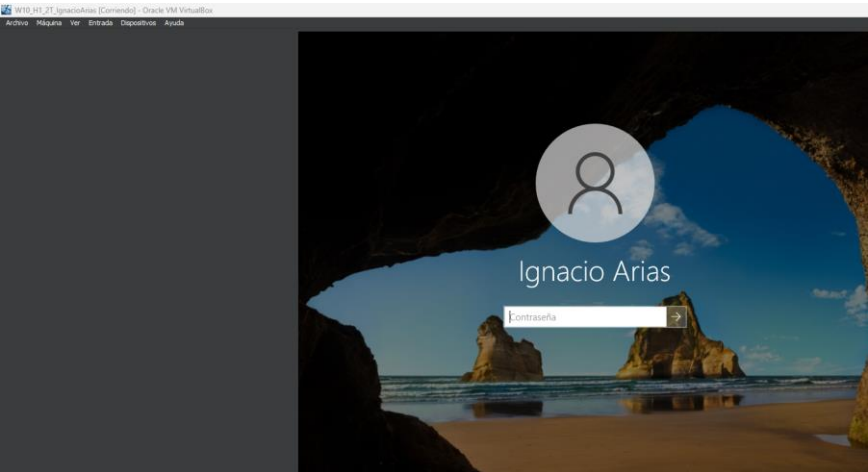 W10_H1_2T_IgnacioArias [Corriendo] - Oracle VM VirtualBox
Archivo Máquina Ver Entrada Dispositivos Ayuda
Ignacio Arias
Contraseña